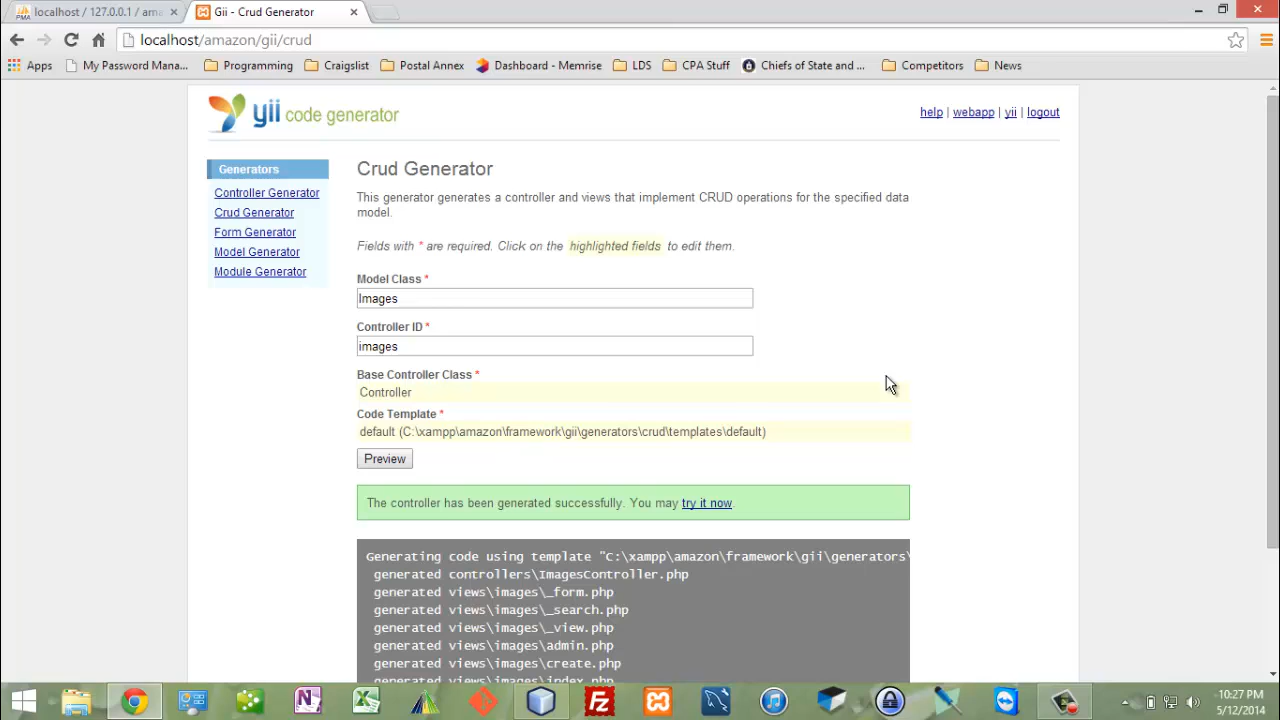 localhost / 127.0.0.1 / ama
Gii - Crud Generator
localhost/amazon/gii/crud
Apps
My Password Mana...
Programming
Craigslist
Postal Annex
Dashboard - Memrise
LDS
CPA Stuff
Chiefs of State and ...
Competitors
News
yii code generator
help | webapp | yii | logout
Generators
Controller Generator
Crud Generator
Form Generator
Model Generator
Module Generator
Crud Generator
This generator generates a controller and views that implement CRUD operations for the specified data
model.
Fields with * are required. Click on the highlighted fields to edit them.
Model Class *
Images
Controller ID *
images
Base Controller Class *
Controller
Code Template *
default (C:\xampp\amazon\framework\gii\generators\crud\templates\default)
Preview
The controller has been generated successfully. You may try it now.
Generating code using template "C:\xampp\amazon\framework\gii\generators\
generated controllers\ImagesController.php
generated views\images\_form.php
generated views\images\_search.php
generated views\images\_view.php
generated views\images\admin.php
generated views\images\create.php
generated views\images\index.php
10:27 PM
5/12/2014